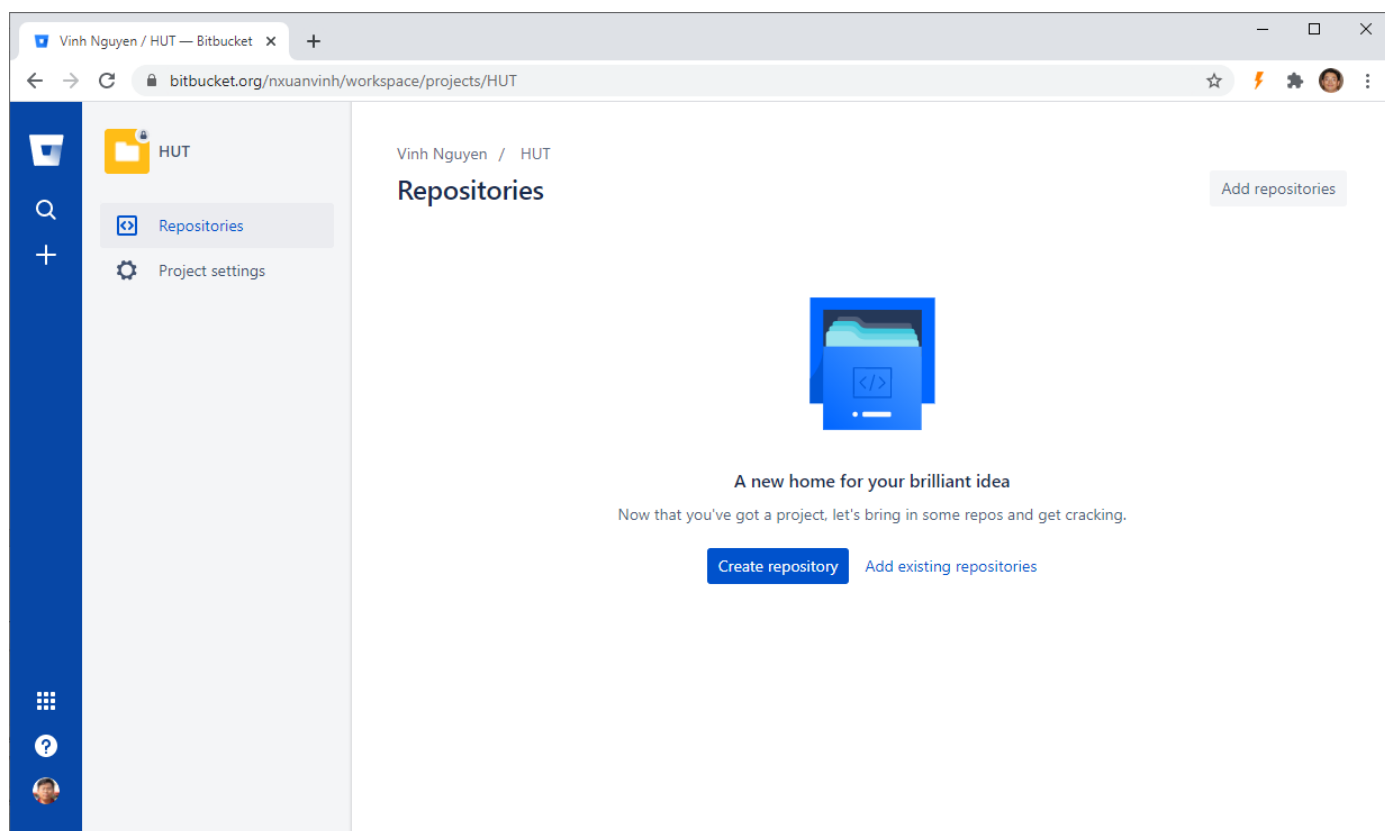 Vinh Nguyen / HUT — Bitbucket
bitbucket.org/nxuanvinh/workspace/projects/HUT
HUT
Repositories
Project settings
Vinh Nguyen / HUT
Repositories
Add repositories
</>
A new home for your brilliant idea
Now that you've got a project, let's bring in some repos and get cracking.
Create repository Add existing repositories